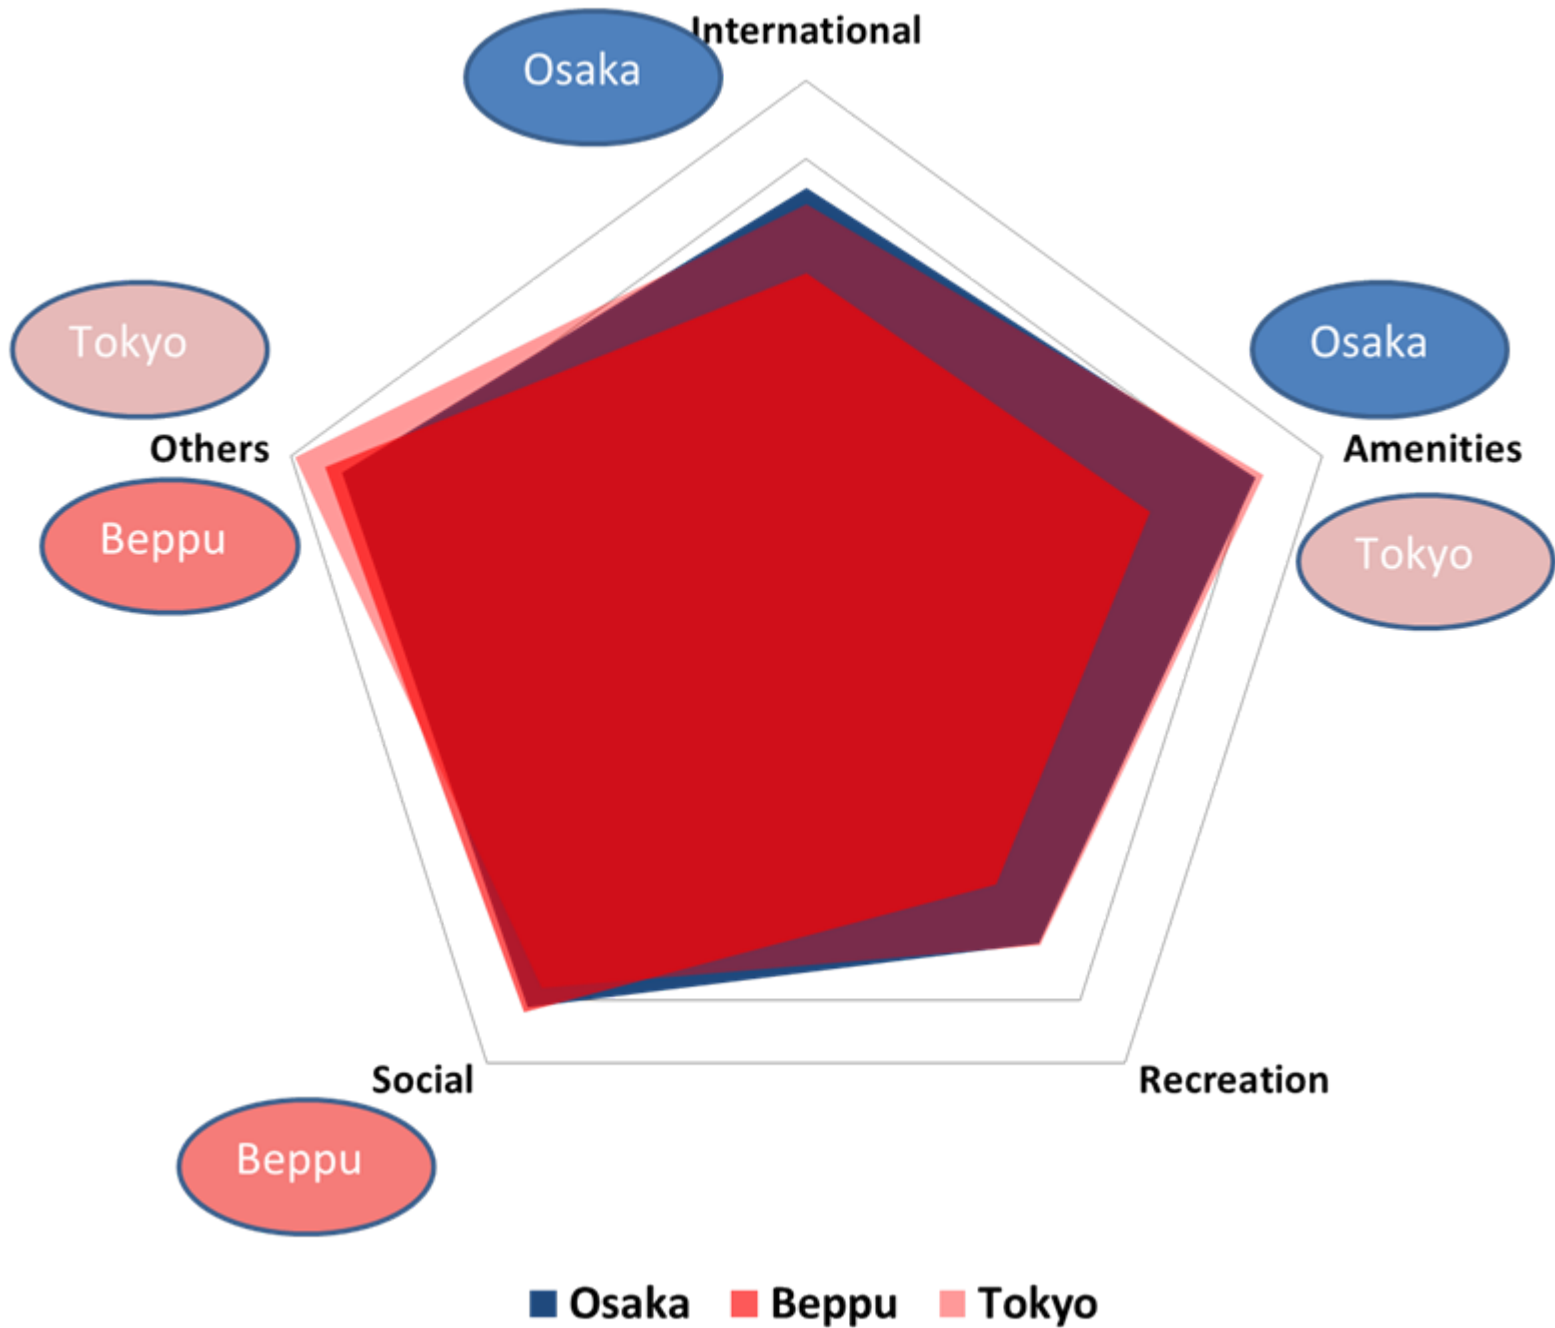 International
Osaka
Tokyo
Osaka
Others
Amenities
Beppu
Tokyo
Social
Recreation
Beppu
Osaka Beppu Tokyo